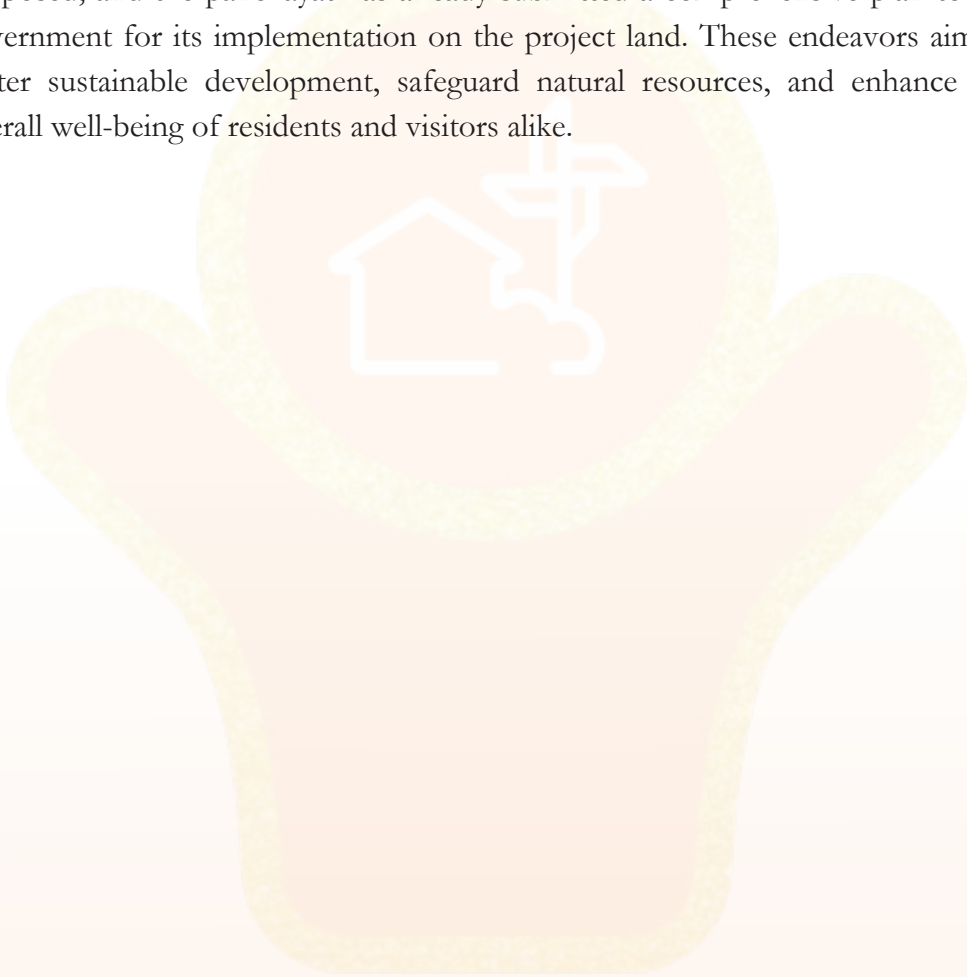 vernment for its implementation on the project land. These endeavors aim
ter sustainable development, safeguard natural resources, and enhance
erall well-being of residents and visitors alike.